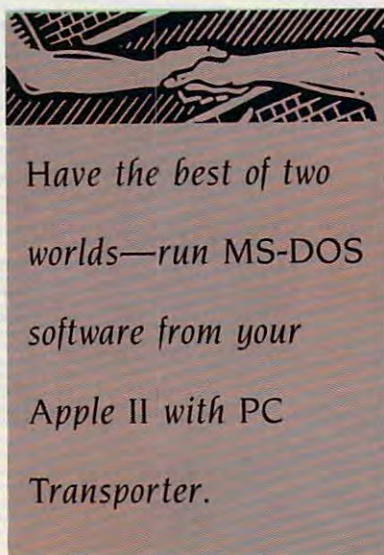 Have the best of two
worlds—run MS-DOS
software from your
Apple II with PC
Transporter.